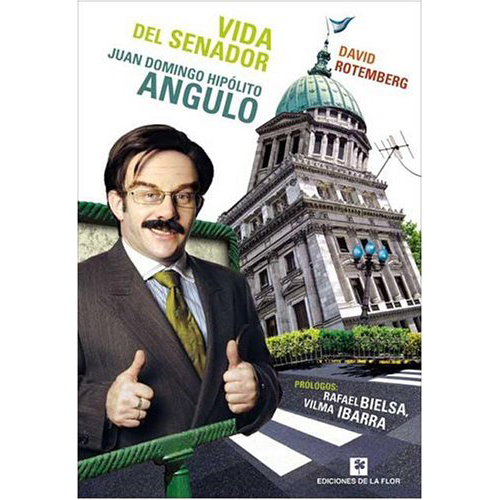 VIDA
DEL SENADOR
JUAN DOMINGO HIPÓLITO
ANGULO
DAVID
ROTEMBERG
PRÓLOGOS:
RAFAEL BIELSA,
VILMA IBARRA
EDICIONES DE LA FLOR